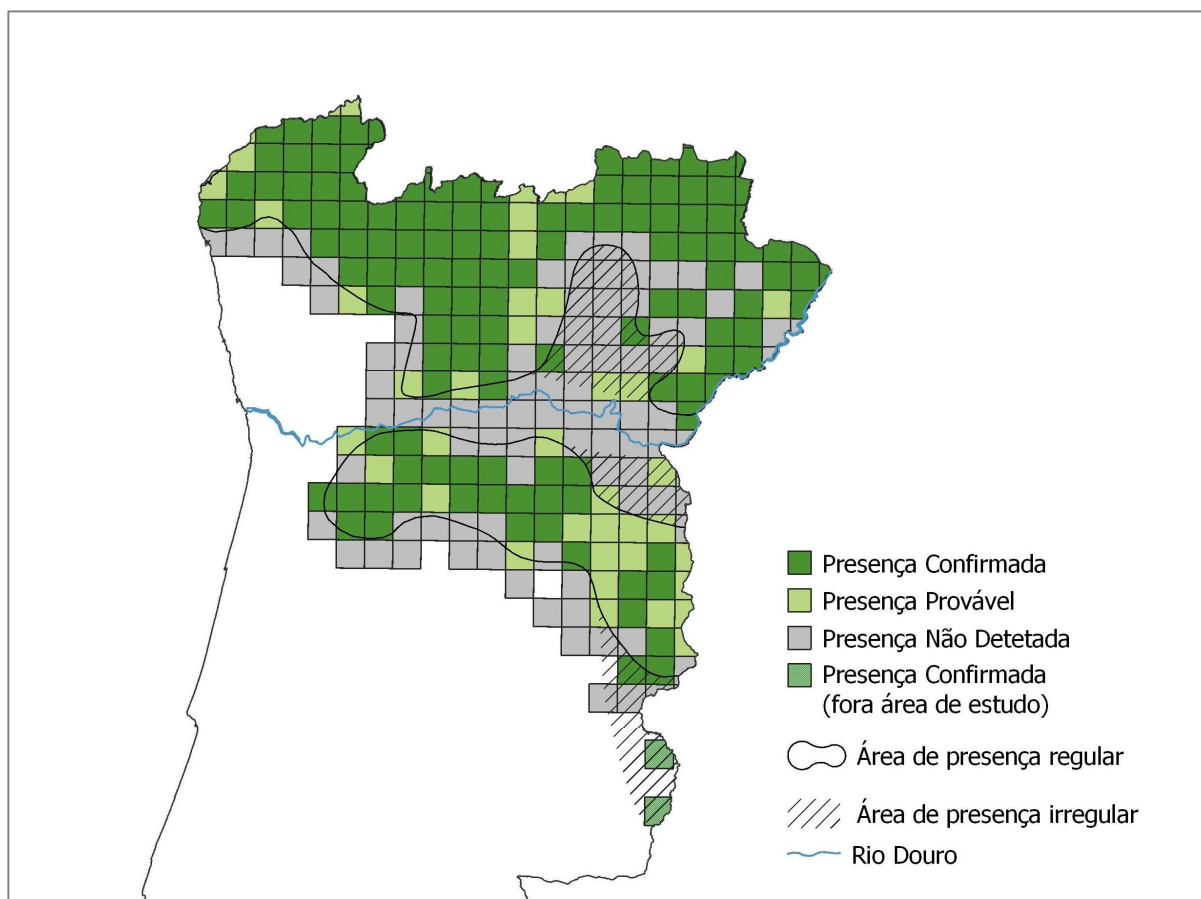 Presença Confirmada
Presença Provável
Presença Não Detetada
Presença Confirmada
(fora área de estudo)
Área de presença regular
Área de presença irregular
Rio Douro